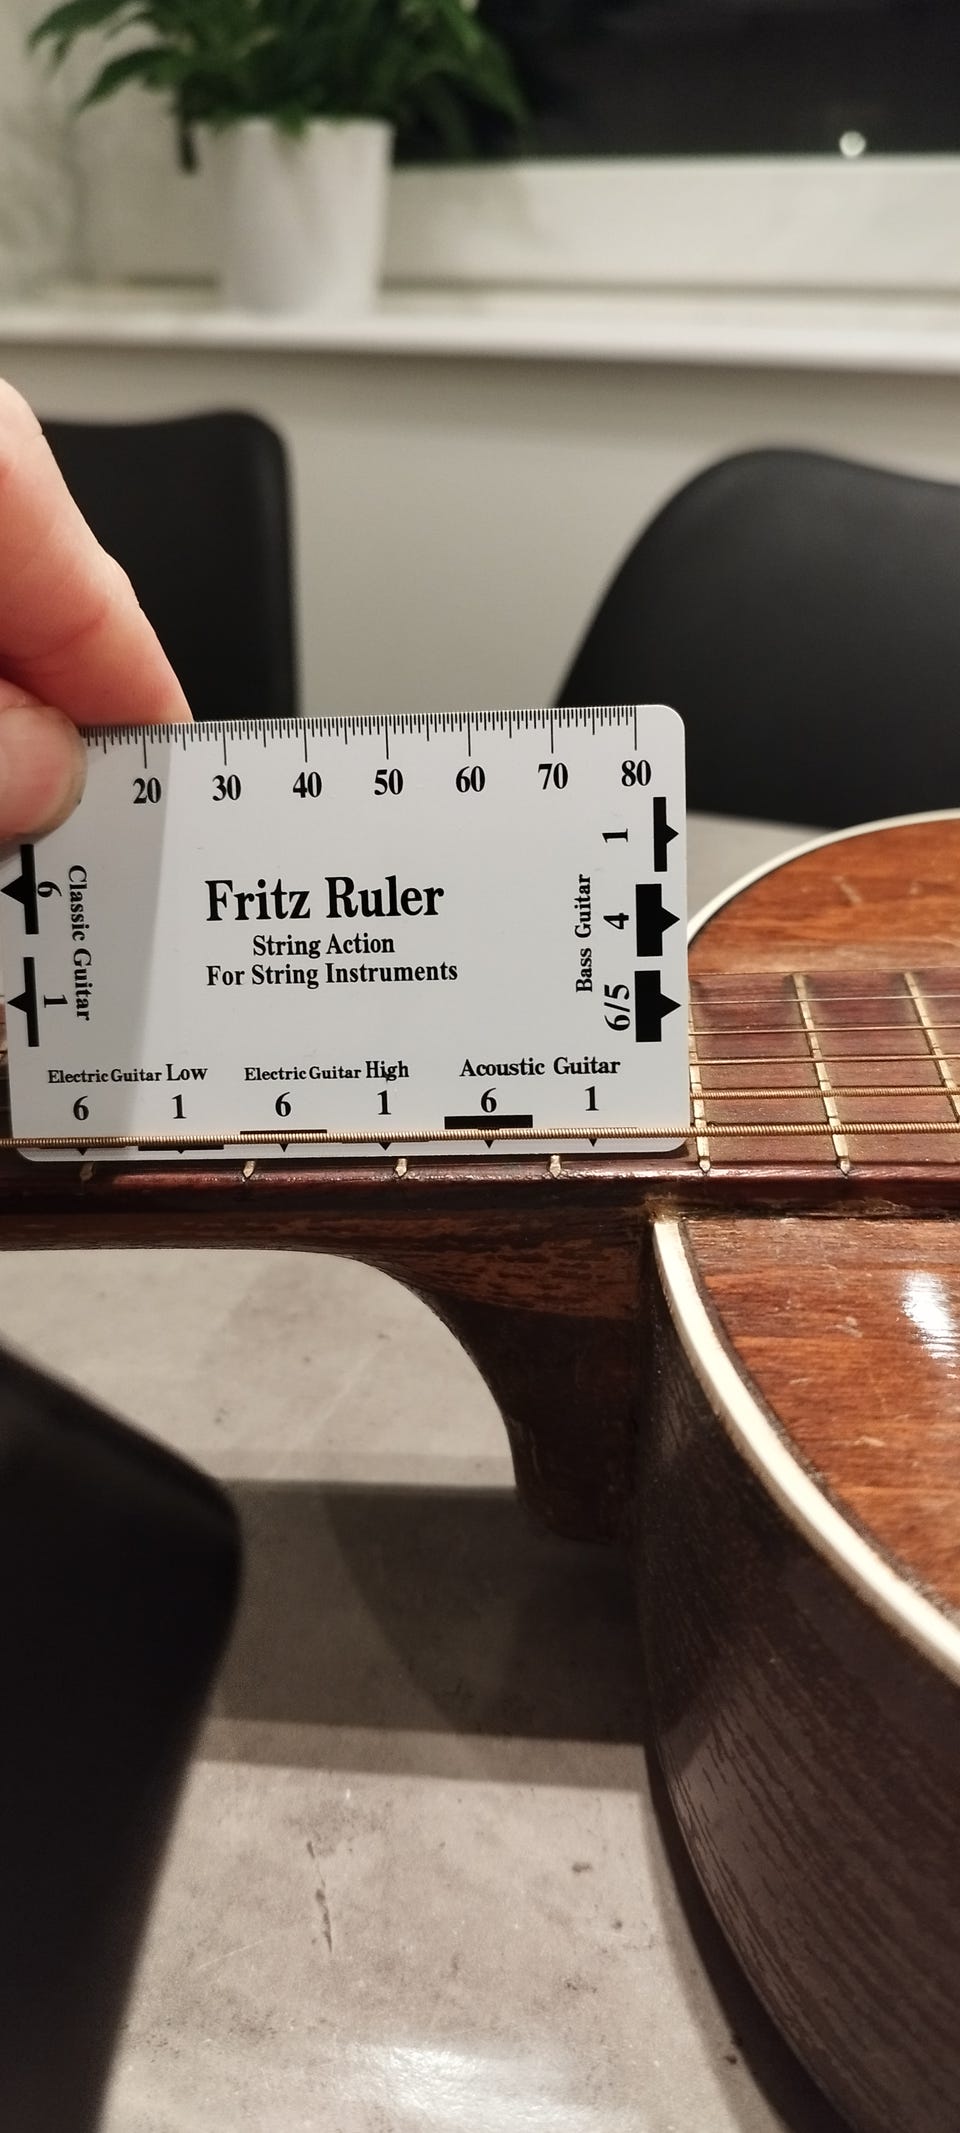 20 30 40 50 60 70 80
Fritz Ruler
String Action
For String Instruments
Classic Guitar
6
1
Bass Guitar
1
4
6/5
Electric Guitar Low
6 1
Electric Guitar High
6 1
Acoustic Guitar
6 1